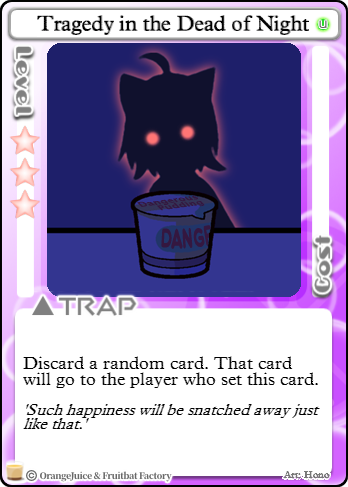 Tragedy in the Dead of Night U
Level
DANGE
Cost
TRAP
Discard a random card. That card
will go to the player who set this card.
'Such happiness will be snatched away just
like that.'
© OrangeJuice & Fruitbat Factory
Art: Hono'